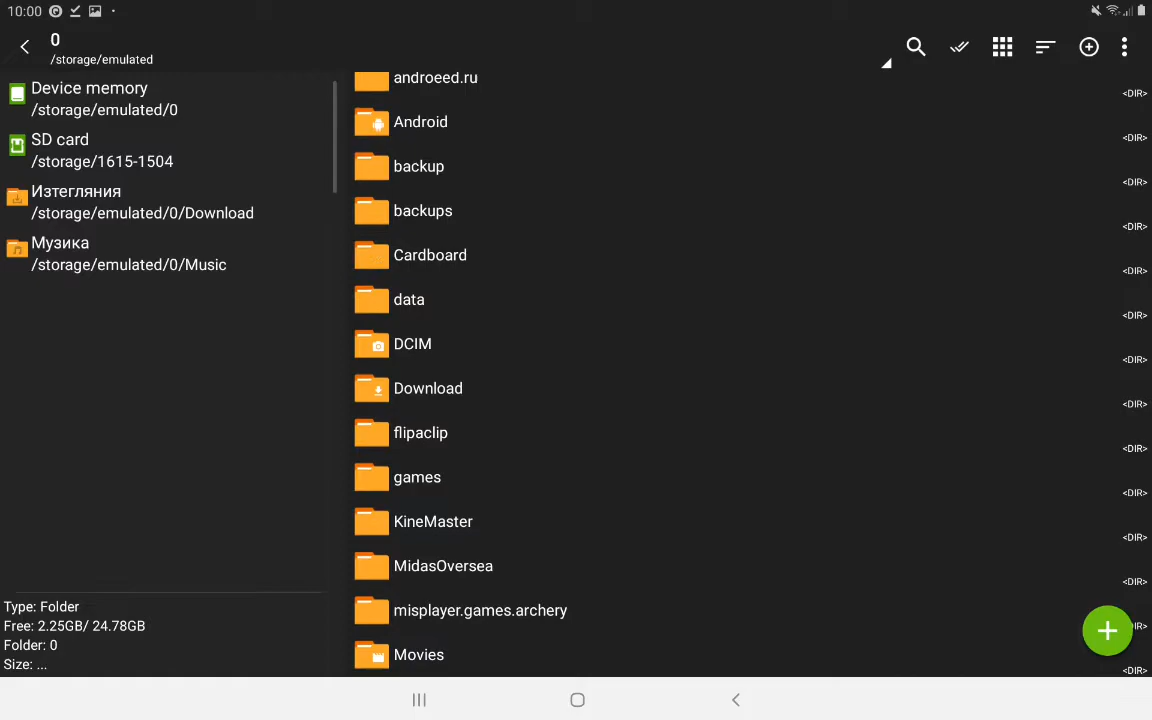 10:00
0
/storage/emulated
Device memory
/storage/emulated/0
SD card
/storage/1615-1504
Изтегляния
/storage/emulated/0/Download
Музика
/storage/emulated/0/Music
Type: Folder
Free: 2.25GB/ 24.78GB
Folder: 0
Size: ...
androeed.ru
<DIR>
Android
<DIR>
backup
<DIR>
backups
<DIR>
Cardboard
<DIR>
data
<DIR>
DCIM
<DIR>
Download
<DIR>
flipaclip
<DIR>
games
<DIR>
KineMaster
<DIR>
MidasOversea
<DIR>
misplayer.games.archery
IR>
Movies
<DIR>